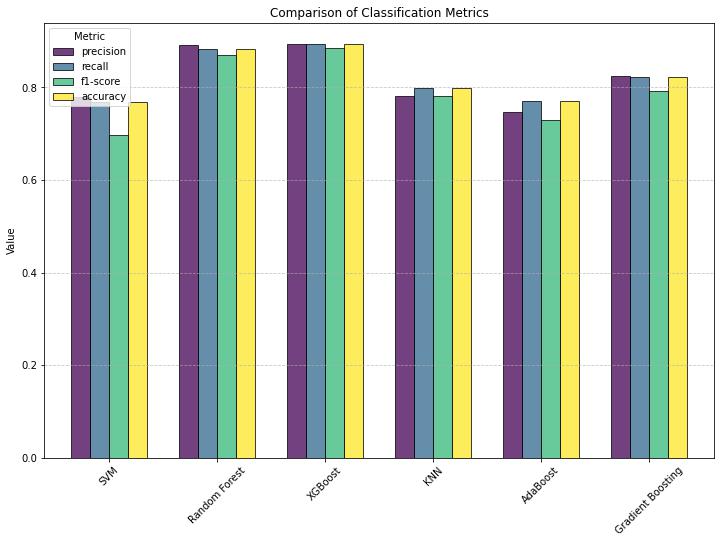 Comparison of Classification Metrics
Metric
precision
recall
f1-score
accuracy
Value
0.8
0.6
0.4
0.2
0.0
SVM
Random Forest
XGBoost
KNN
AdaBoost
Gradient Boosting